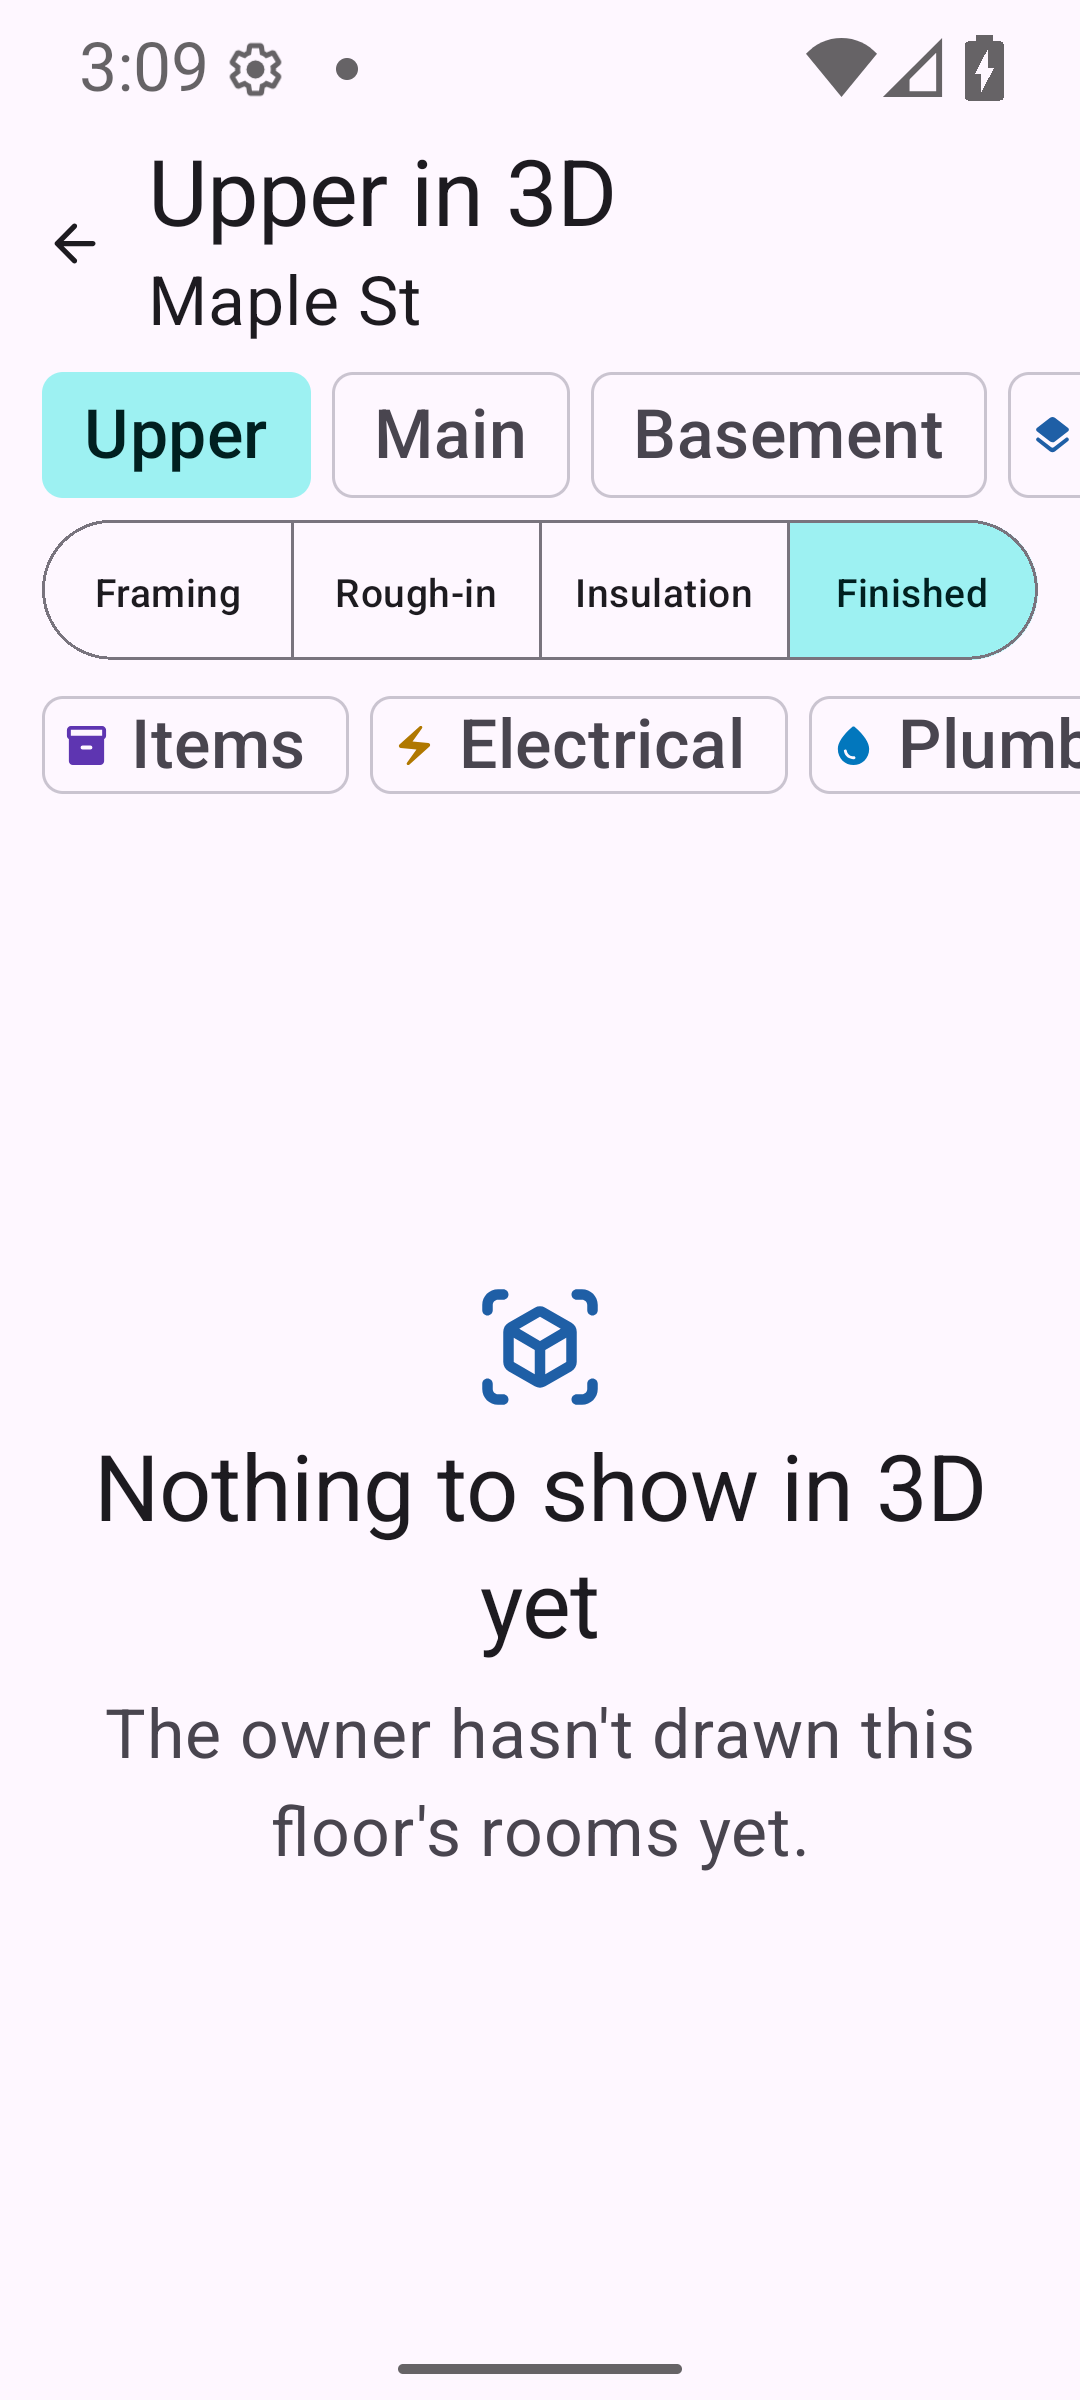 3:09
Upper in 3D
Maple St
Upper Main Basement
Framing Rough-in Insulation Finished
Items Electrical Plumb
Nothing to show in 3D
yet
The owner hasn't drawn this
floor's rooms yet.